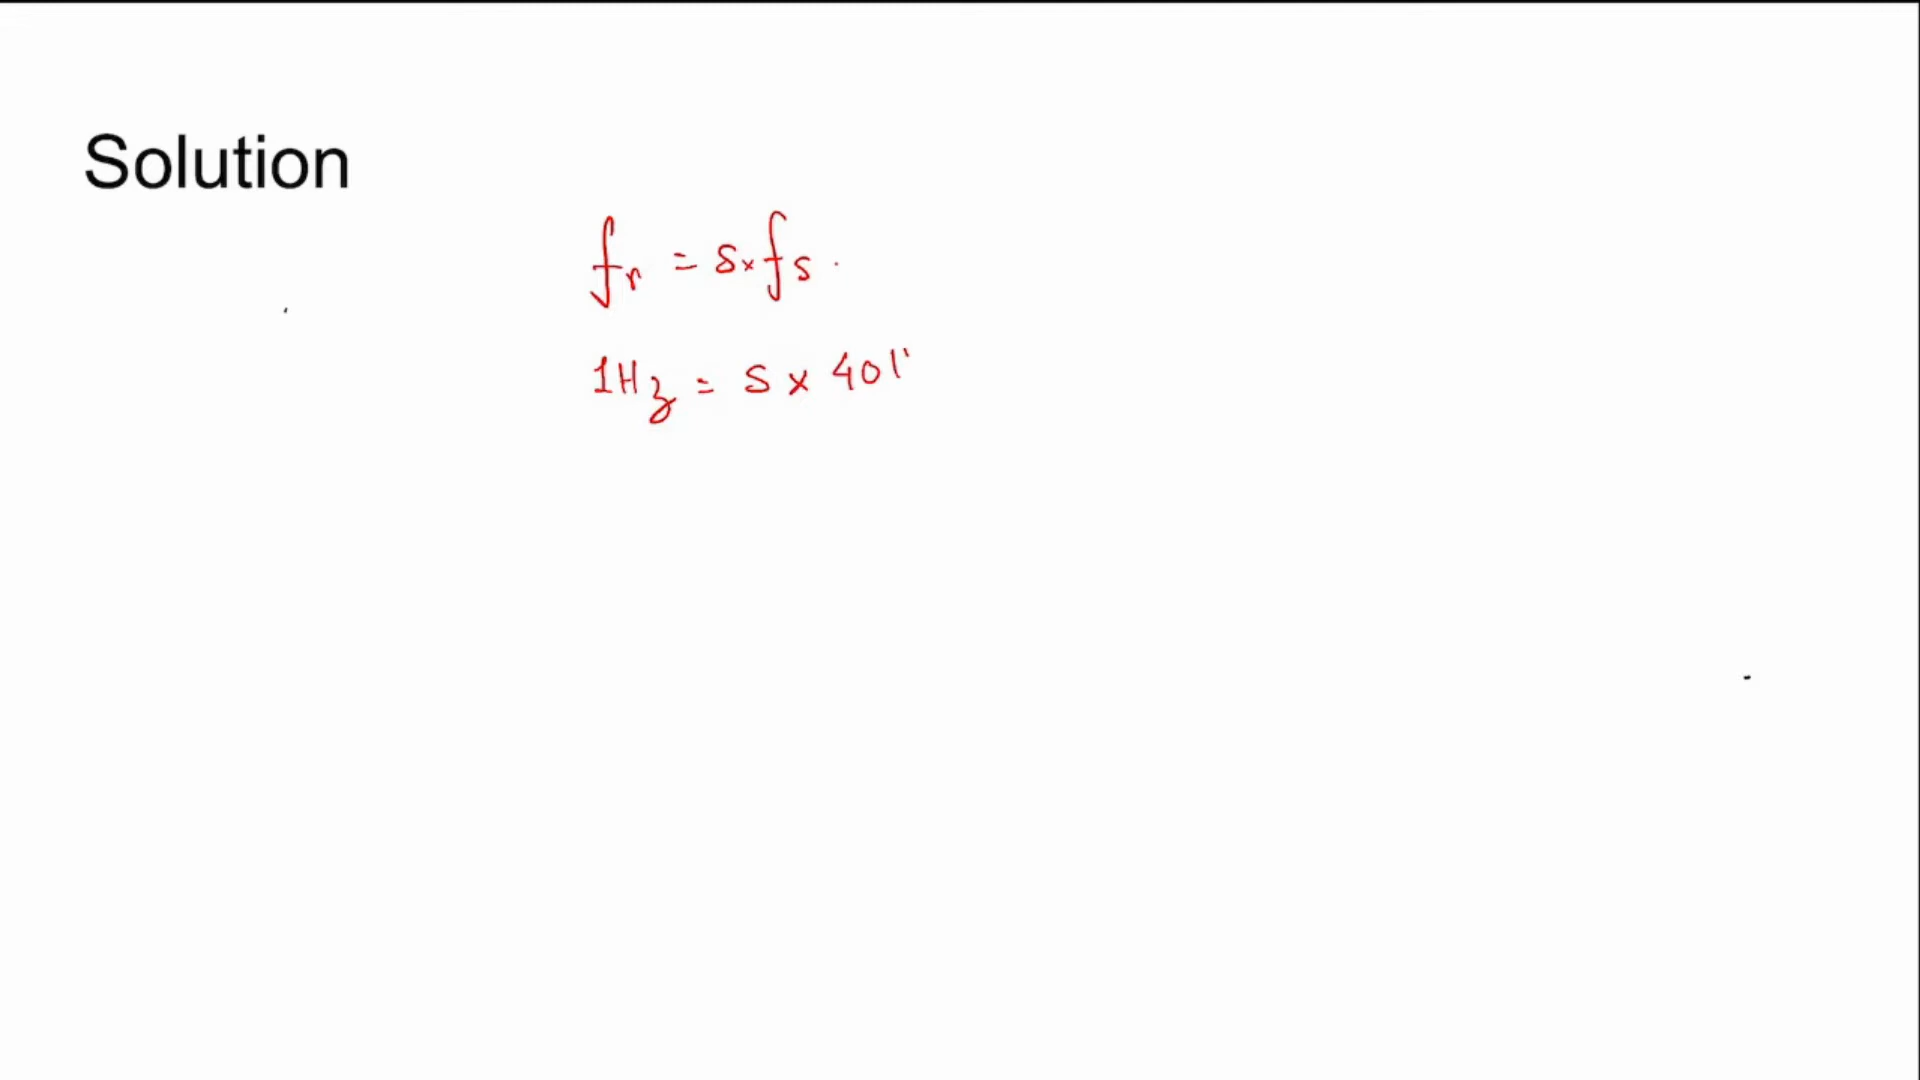 Solution
fr = s×fs.
1Hz = s × 40